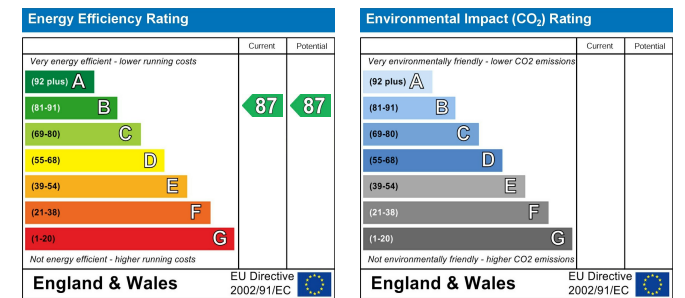 Energy Efficiency Rating
Current Potential
Very energy efficient - lower running costs
(92 plus) A
(81-91) B 87 87
(69-80) C
(55-68) D
(39-54) E
(21-38) F
(1-20) G
Not energy efficient - higher running costs
England & Wales
EU Directive
2002/91/EC
Environmental Impact (CO₂) Rating
Current Potential
Very environmentally friendly - lower CO2 emissions
(92 plus) A
(81-91) B
(69-80) C
(55-68) D
(39-54) E
(21-38) F
(1-20) G
Not environmentally friendly - higher CO2 emissions
England & Wales
EU Directive
2002/91/EC